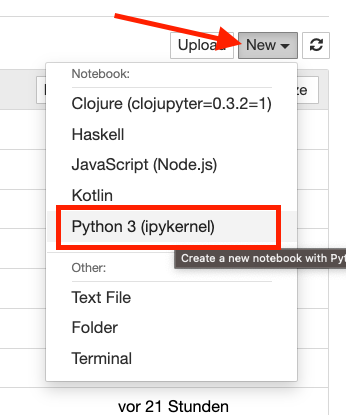 Upload New
Notebook:
Clojure (clojupyter=0.3.2=1)
Haskell
JavaScript (Node.js)
Kotlin
Python 3 (ipykernel)
Create a new notebook with
Other:
Text File
Folder
Terminal
vor 21 Stunden